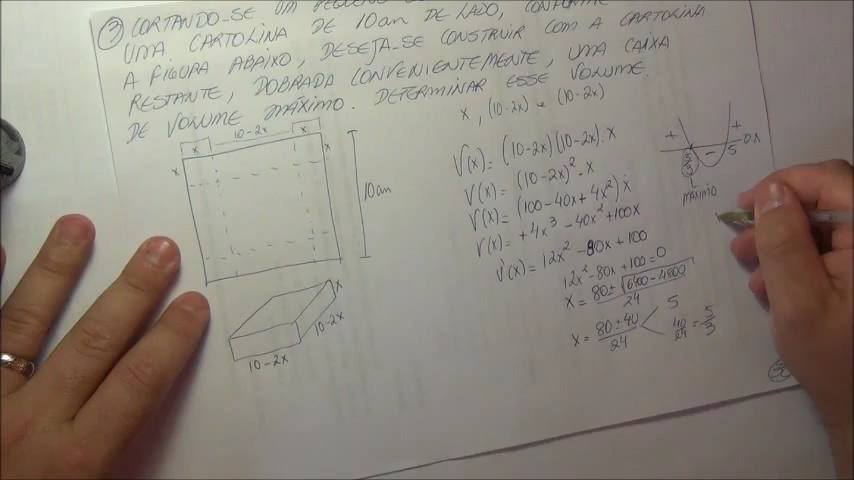 ③ CORTANDO-SE UM
UMA CARTOLINA DE 10cm DE LADO, CONFORME
A FIGURA ABAIXO, DESEJA-SE CONSTRUIR COM A CARTOLINA
RESTANTE, DOBRADA CONVENIENTEMENTE, UMA CAIXA
DE VOLUME MÁXIMO. DETERMINAR ESSE VOLUME.
x, (10-2x) e (10-2x)
x 10-2x x
x x
10cm
x
10-2x
10-2x
V(x) = (10-2x)(10-2x).x
V(x) = (10-2x)².x
V(x) = (100-40x+4x²)x
V(x) = +4x³-40x²+100x
V'(x) = 12x²-80x+100
12x²-80x+100=0
x = 80±√6400-4800/24
x = 80±40/24
5
40/24 = 5/3
+ +
5/3 - 5 x
MÁXIMO
③